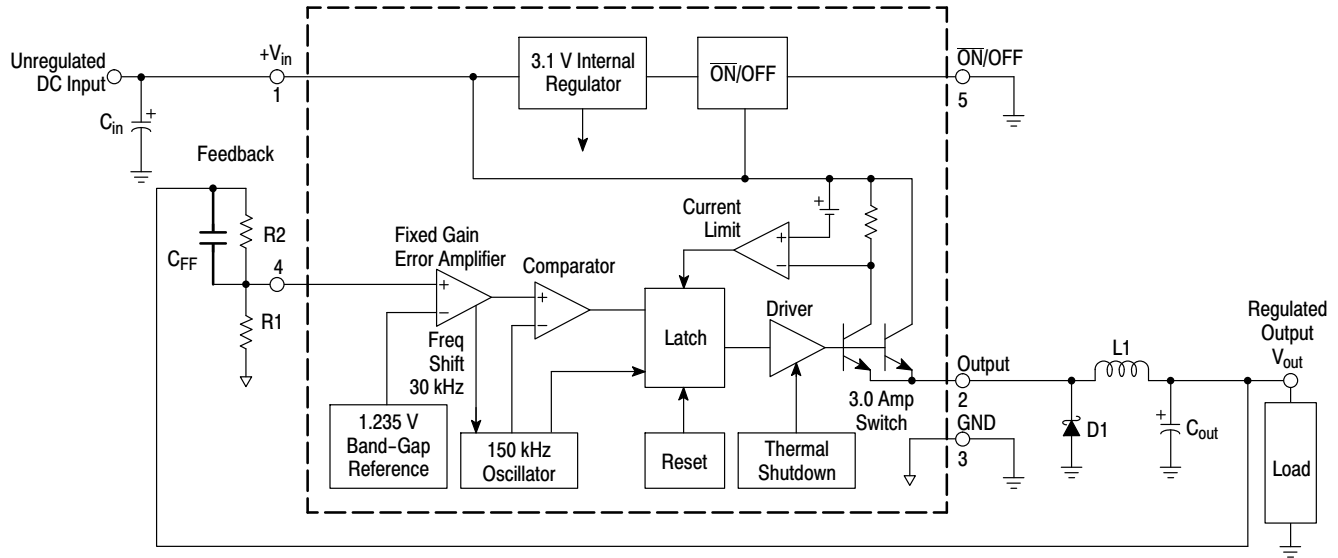 Unregulated
DC Input
+Vin
1
Cin
3.1 V Internal
Regulator
ON/OFF
ON/OFF
5
Feedback
R2
CFF
4
R1
Fixed Gain
Error Amplifier
Comparator
Current
Limit
Freq
Shift
30 kHz
Latch
Driver
1.235 V
Band-Gap
Reference
150 kHz
Oscillator
Reset
Thermal
Shutdown
3.0 Amp
Switch
Output
2
GND
3
L1
D1
Cout
Regulated
Output
Vout
Load